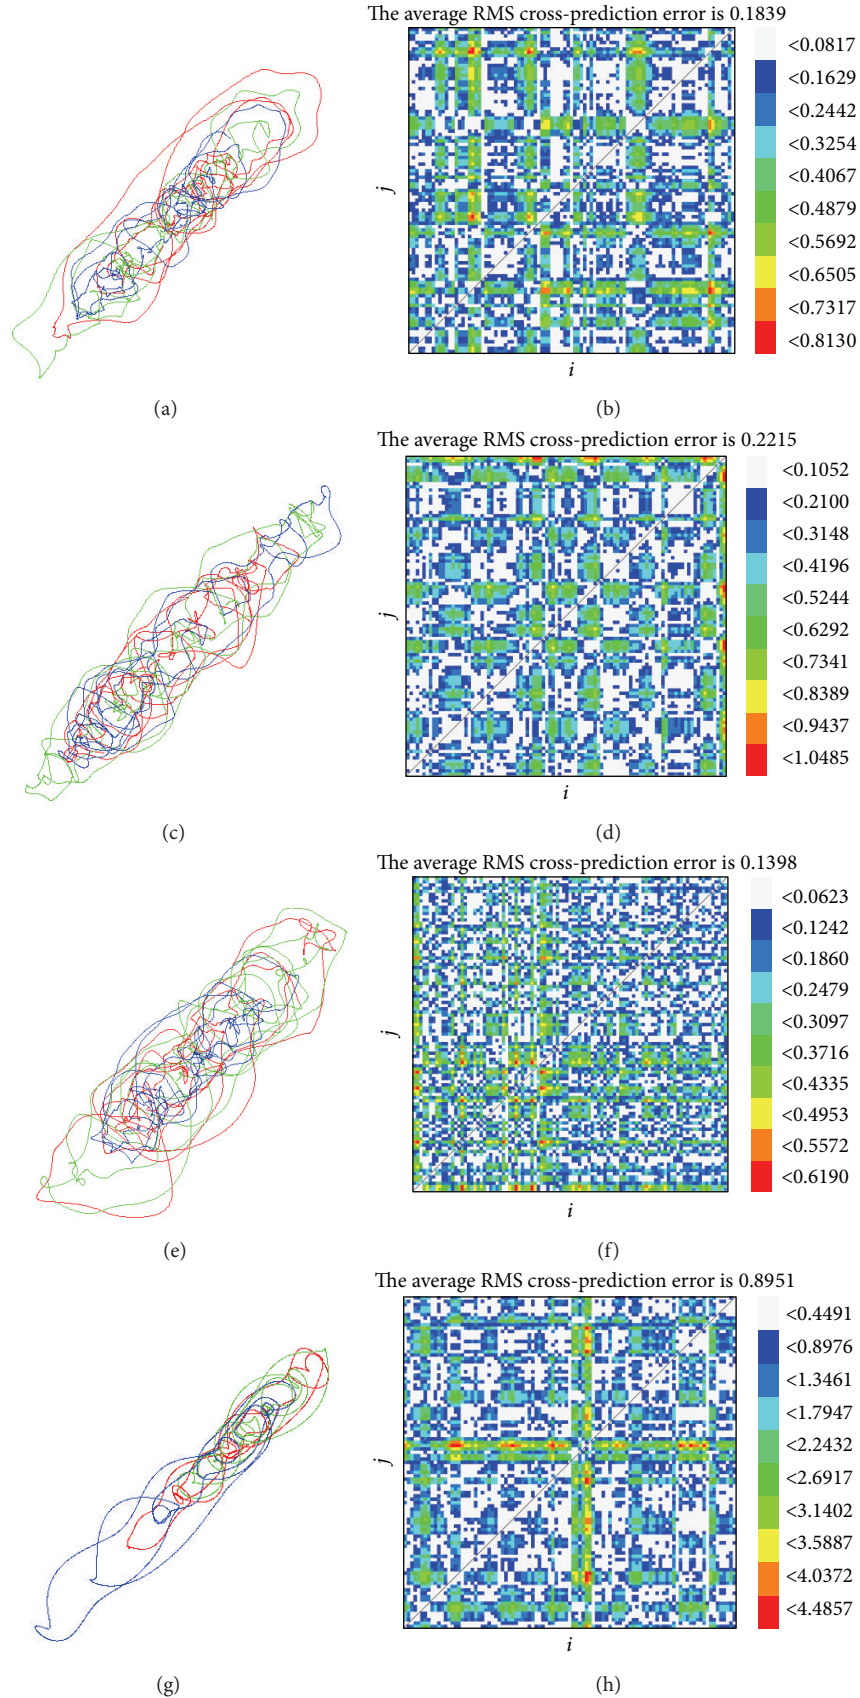 The average RMS cross-prediction error is 0.1839
<0.0817
<0.1629
<0.2442
<0.3254
<0.4067
<0.4879
<0.5692
<0.6505
<0.7317
<0.8130
j
i
(a)
(b)
The average RMS cross-prediction error is 0.2215
<0.1052
<0.2100
<0.3148
<0.4196
<0.5244
<0.6292
<0.7341
<0.8389
<0.9437
<1.0485
j
i
(c)
(d)
The average RMS cross-prediction error is 0.1398
<0.0623
<0.1242
<0.1860
<0.2479
<0.3097
<0.3716
<0.4335
<0.4953
<0.5572
<0.6190
j
i
(e)
(f)
The average RMS cross-prediction error is 0.8951
<0.4491
<0.8976
<1.3461
<1.7947
<2.2432
<2.6917
<3.1402
<3.5887
<4.0372
<4.4857
j
i
(g)
(h)